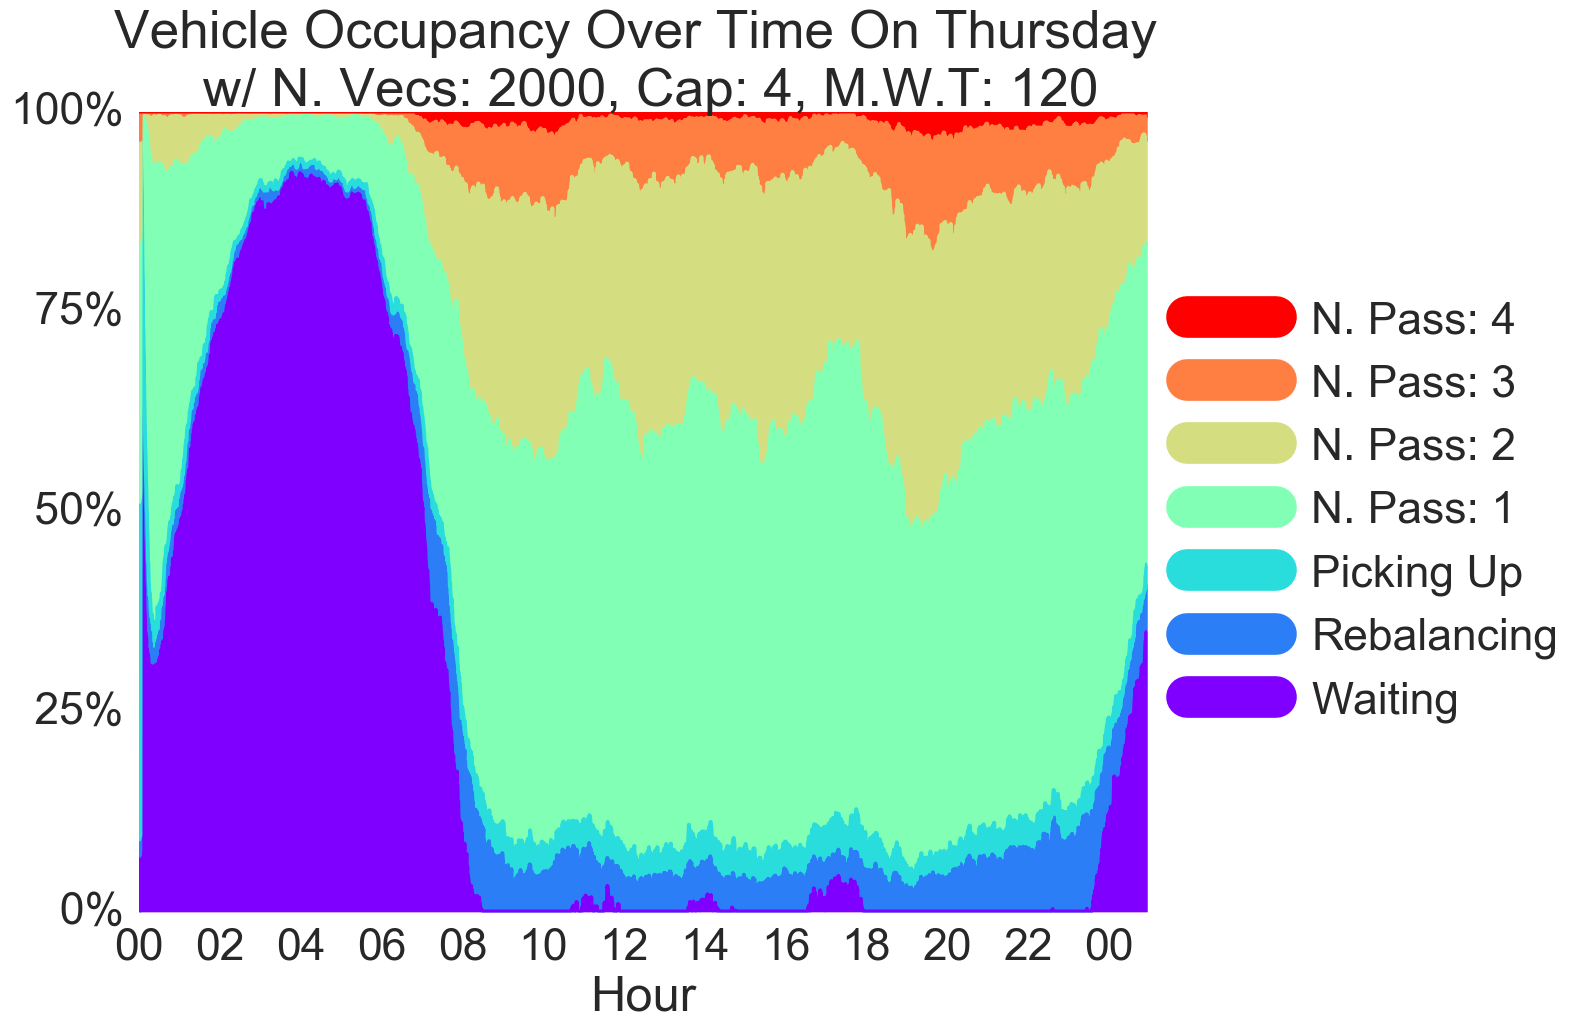 Vehicle Occupancy Over Time On Thursday
w/ N. Vecs: 2000, Cap: 4, M.W.T: 120
100%
75%
50%
25%
0%
00 02 04 06 08 10 12 14 16 18 20 22 00
Hour
N. Pass: 4
N. Pass: 3
N. Pass: 2
N. Pass: 1
Picking Up
Rebalancing
Waiting